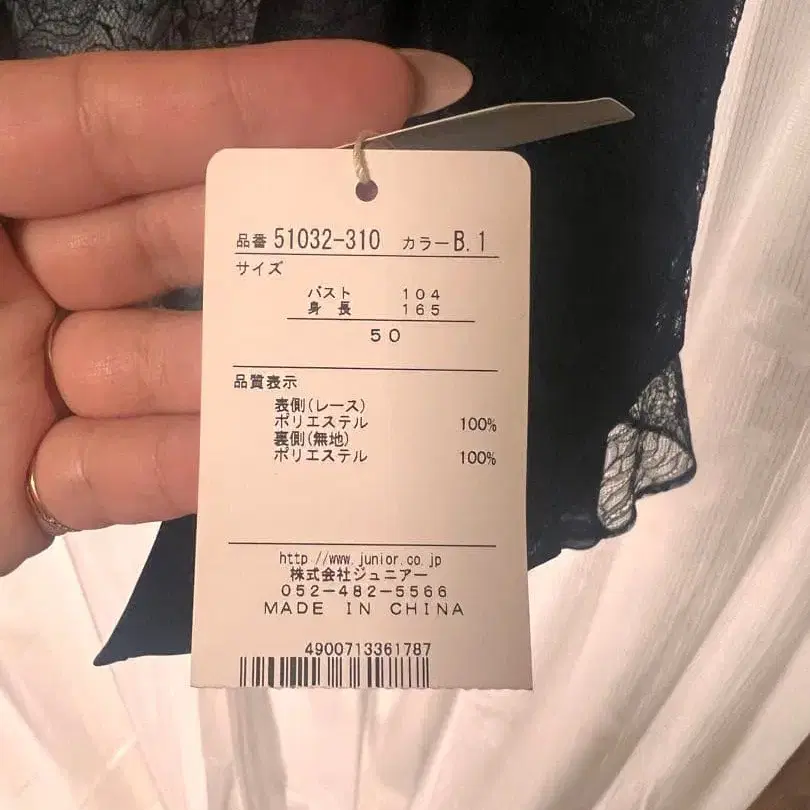 品番 51032-310 カラー B.1
サイズ
バスト 104
身 長 165
50
品質表示
表側(レース)
ポリエステル 100%
裏側(無地)
ポリエステル 100%
http //www.junior.co.jp
株式会社ジュニアー
052-482-5566
MADE IN CHINA
4900713361787